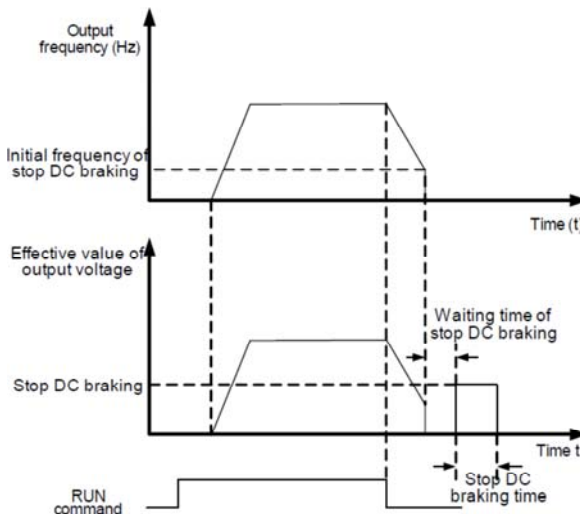 Output
frequency (Hz)
Initial frequency of
stop DC braking
Time (t)
Effective value of
output voltage
Waiting time of
stop DC braking
Stop DC braking
Time t
Stop DC
braking time
RUN
command